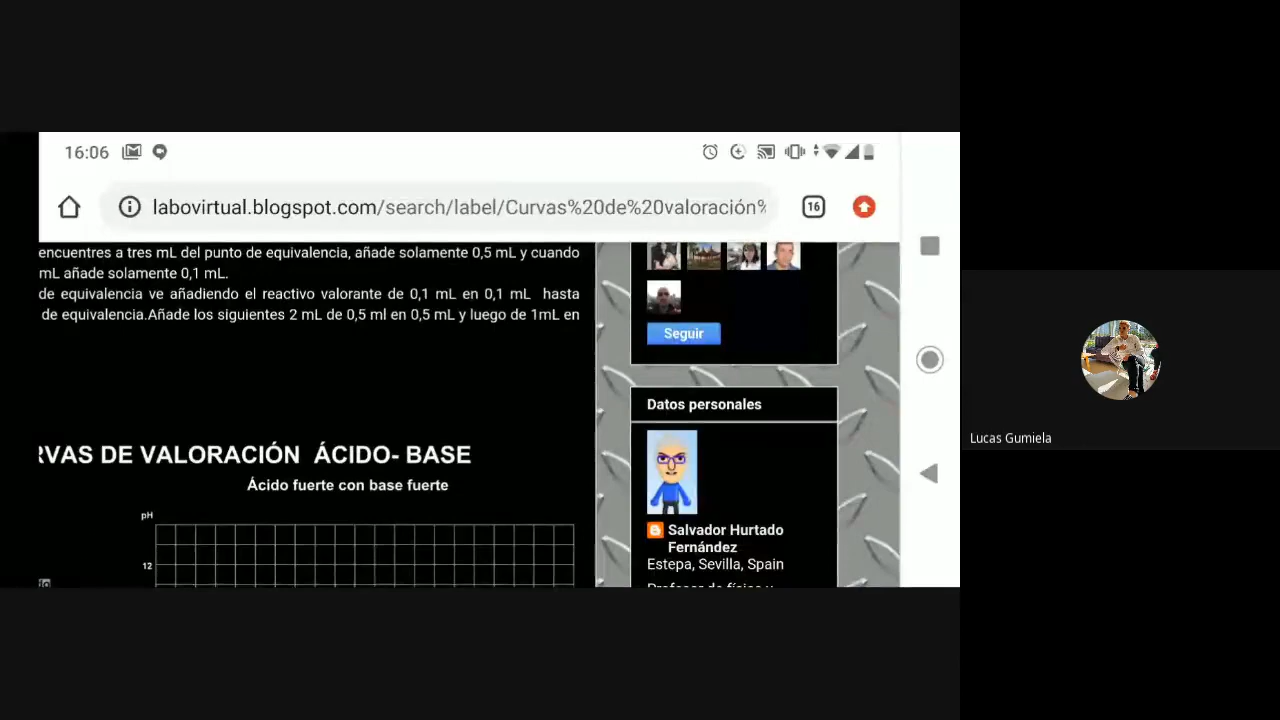 16:06
labovirtual.blogspot.com/search/label/Curvas%20de%20valoración%
16
encuentres a tres mL del punto de equivalencia, añade solamente 0,5 mL y cuando
mL añade solamente 0,1 mL.
de equivalencia ve añadiendo el reactivo valorante de 0,1 mL en 0,1 mL hasta
de equivalencia.Añade los siguientes 2 mL de 0,5 ml en 0,5 mL y luego de 1mL en
RVAS DE VALORACIÓN ÁCIDO- BASE
Ácido fuerte con base fuerte
pH
12
Seguir
Datos personales
Salvador Hurtado
Fernández
Estepa, Sevilla, Spain
Profesor de física y
Lucas Gumiela